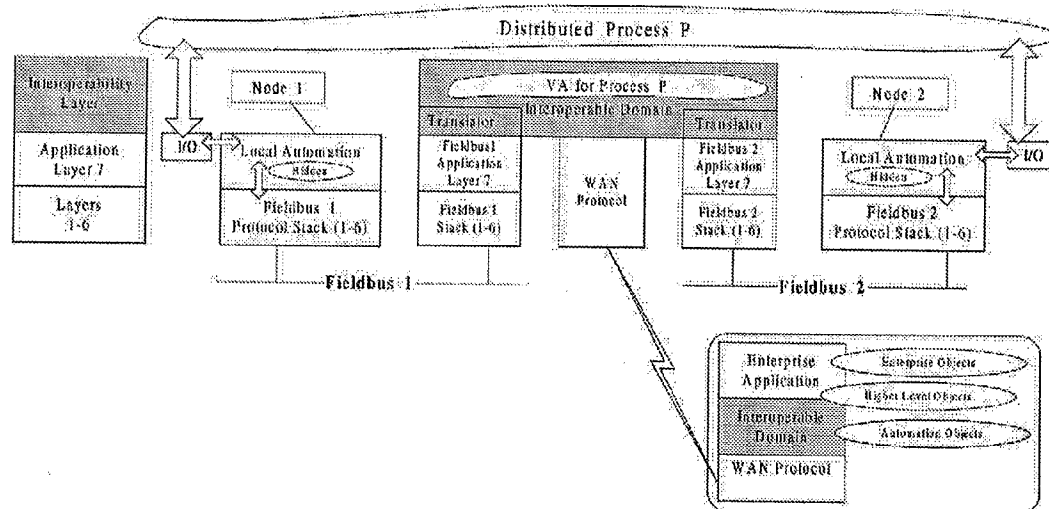 Distributed Process P
Interoperability
Layer
Application
Layer 7
Layers
1-6
I/O
Node 1
Local Automation
Hidden
Fieldbus 1
Protocol Stack (1-6)
VA for Process P
Interoperable Domain
Translator
Fieldbus1
Application
Layer 7
Fieldbus 1
Stack (1-6)
WAN
Protocol
Translator
Fieldbus 2
Application
Layer 7
Fieldbus 2
Stack (1-6)
Node 2
Local Automation
Hidden
Fieldbus 2
Protocol Stack (1-6)
I/O
Fieldbus 1
Fieldbus 2
Enterprise
Application
Interoperable
Domain
WAN Protocol
Enterprise Objects
Higher Level Objects
Automation Objects